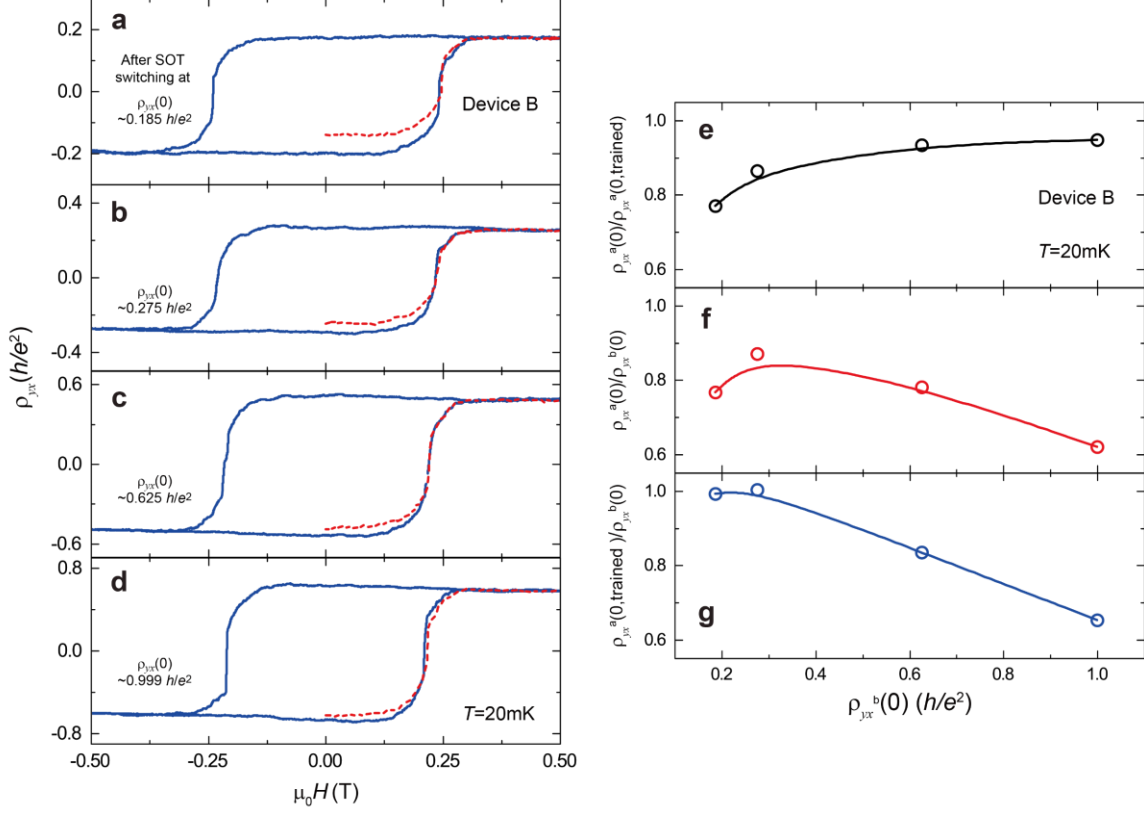 a
After SOT
switching at
ρyx(0)
~0.185 h/e²
Device B
0.2
0.0
-0.2
b
ρyx(0)
~0.275 h/e²
0.4
0.0
-0.4
c
ρyx(0)
~0.625 h/e²
0.6
0.0
-0.6
d
ρyx(0)
~0.999 h/e²
T=20mK
0.8
0.0
-0.8
ρyx(h/e²)
-0.50 -0.25 0.00 0.25 0.50
μ0H(T)
e
Device B
T=20mK
1.0
0.8
0.6
ρyxᵃ(0)/ρyxᵃ(0,trained)
f
1.0
0.8
0.6
ρyxᵃ(0)/ρyxᵇ(0)
g
1.0
0.8
0.6
ρyxᵃ(0,trained )/ρyxᵇ(0)
0.2 0.4 0.6 0.8 1.0
ρyxᵇ(0) (h/e²)